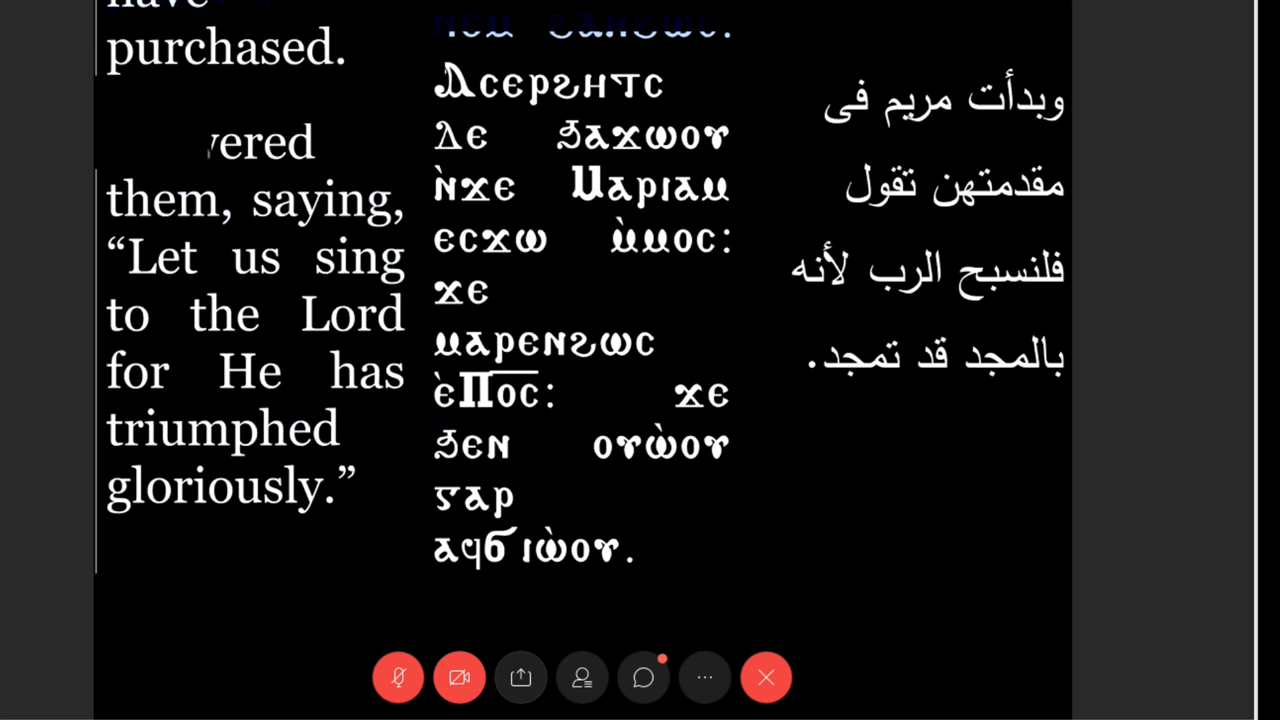 purchased.
them, saying,
“Let us sing
to the Lord
for He has
triumphed
gloriously.”
Ⲁⲥⲉⲣϩⲏⲧⲥ
ⲇⲉ ϧⲁϫⲱⲟⲩ
ⲛ̀ϫⲉ Ⲙⲁⲣⲓⲁⲙ
ⲉⲥϫⲱ ⲙ̀ⲙⲟⲥ:
ϫⲉ
ⲙⲁⲣⲉⲛϩⲱⲥ
ⲉ̀Ⲡⲟ̅ⲥ̅: ϫⲉ
ϧⲉⲛ ⲟⲩⲱ̀ⲟⲩ
ⲅⲁⲣ
ⲁϥϭⲓⲱ̀ⲟⲩ.
وبدأت مريم فى
مقدمتهن تقول
فلنسبح الرب لأنه
بالمجد قد تمجد.